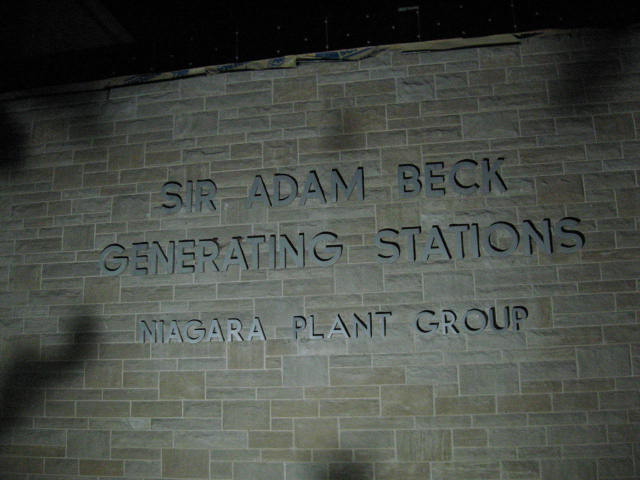 SIR ADAM BECK
GENERATING STATIONS
NIAGARA PLANT GROUP